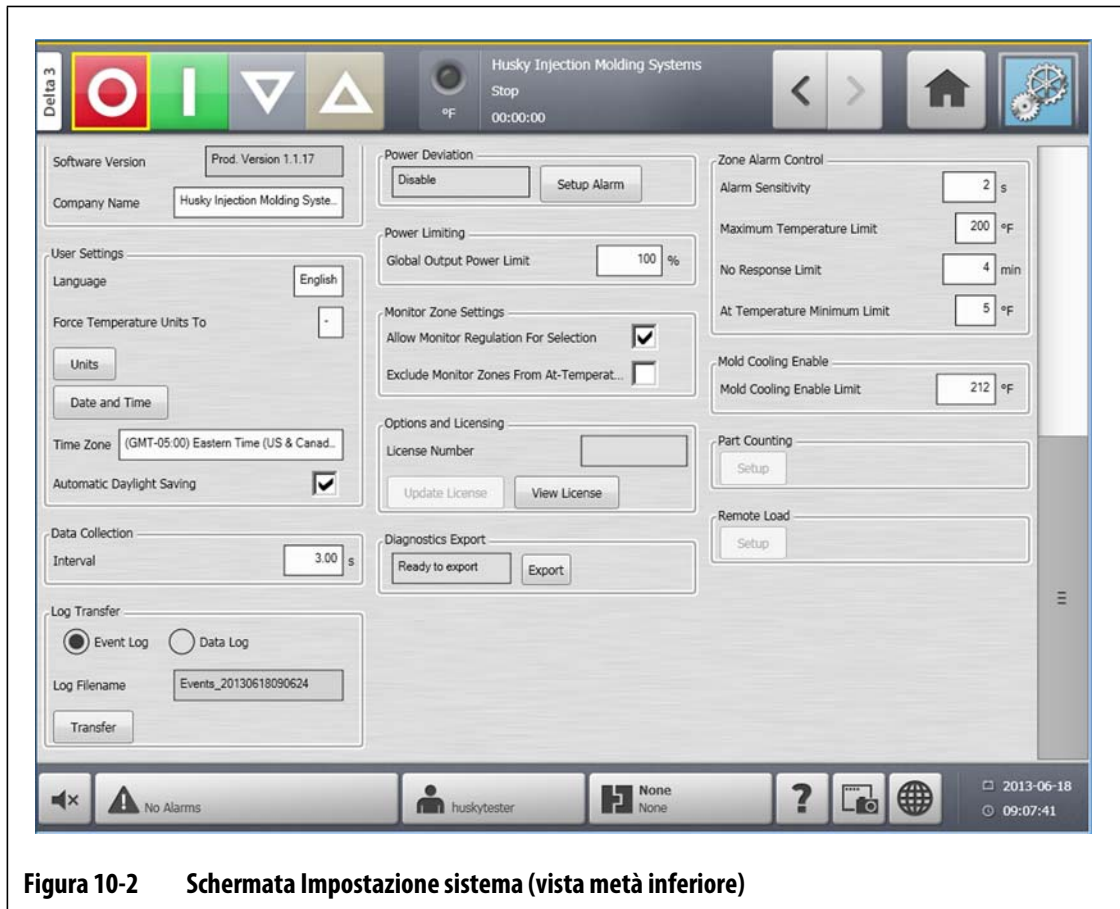 Delta 3
°F
Husky Injection Molding Systems
Stop
00:00:00
Software Version
Prod. Version 1.1.17
Company Name
Husky Injection Molding Syste...
User Settings
Language
English
Force Temperature Units To
-
Units
Date and Time
Time Zone
(GMT-05:00) Eastern Time (US & Canad...
Automatic Daylight Saving
Data Collection
Interval
3.00 s
Log Transfer
Event Log
Data Log
Log Filename
Events_20130618090624
Transfer
Power Deviation
Disable
Setup Alarm
Power Limiting
Global Output Power Limit
100 %
Monitor Zone Settings
Allow Monitor Regulation For Selection
Exclude Monitor Zones From At-Temperat...
Options and Licensing
License Number
Update License
View License
Diagnostics Export
Ready to export
Export
Zone Alarm Control
Alarm Sensitivity
2 s
Maximum Temperature Limit
200 °F
No Response Limit
4 min
At Temperature Minimum Limit
5 °F
Mold Cooling Enable
Mold Cooling Enable Limit
212 °F
Part Counting
Setup
Remote Load
Setup
No Alarms
huskytester
None
None
?
2013-06-18
09:07:41
Figura 10-2 Schermata Impostazione sistema (vista metà inferiore)